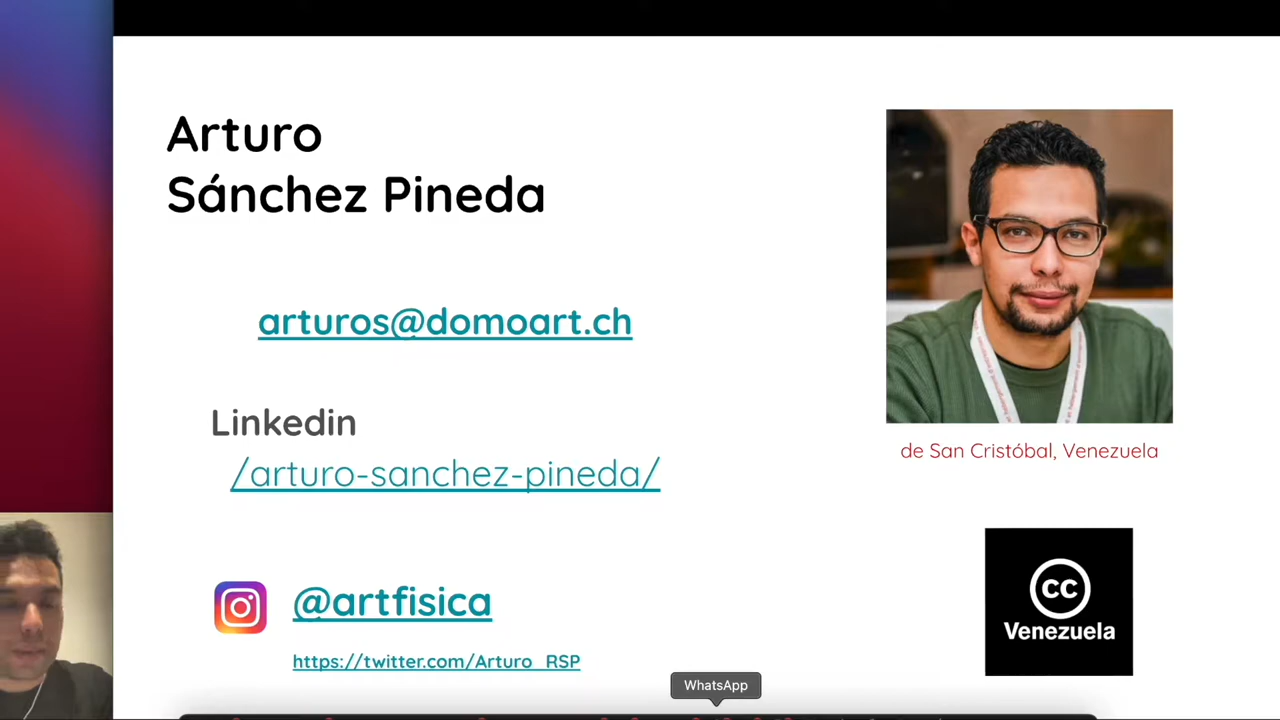 Arturo
Sánchez Pineda
arturos@domoart.ch
Linkedin
/arturo-sanchez-pineda/
@artfisica
https://twitter.com/Arturo_RSP
de San Cristóbal, Venezuela
cc
Venezuela
WhatsApp